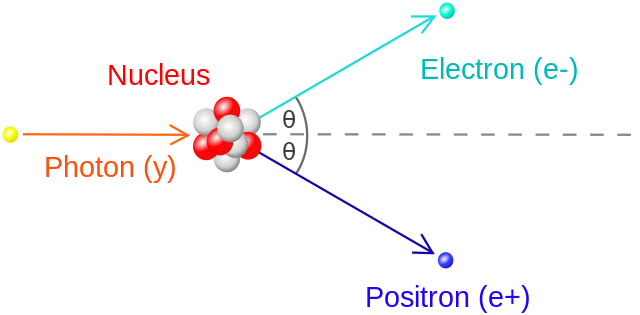 Nucleus
Electron (e-)
θ
θ
Photon (y)
Positron (e+)